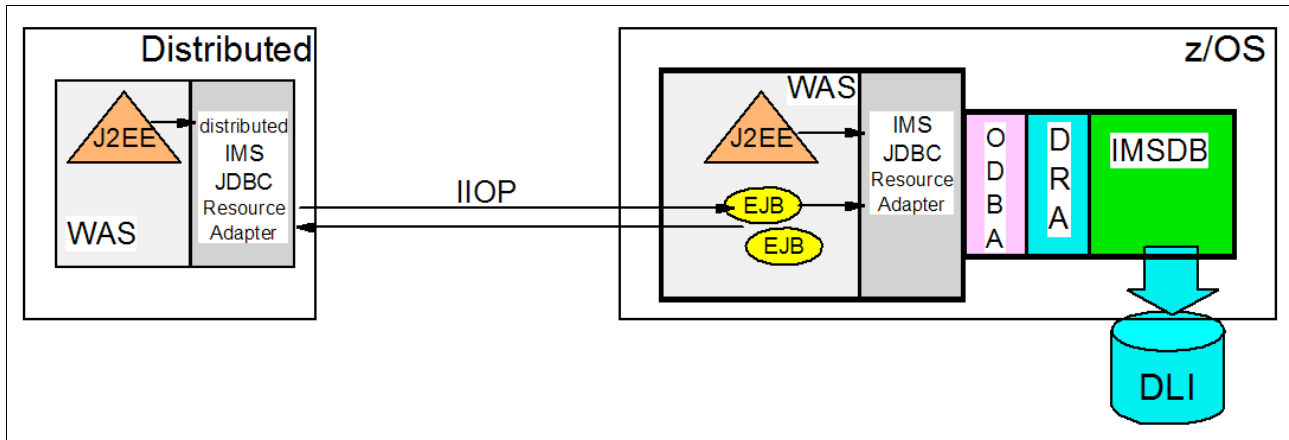 Distributed
J2EE
distributed
IMS
JDBC
Resource
Adapter
WAS
IIOP
z/OS
WAS
J2EE
EJB
EJB
IMS
JDBC
Resource
Adapter
O
D
B
A
D
R
A
IMSDB
DLI